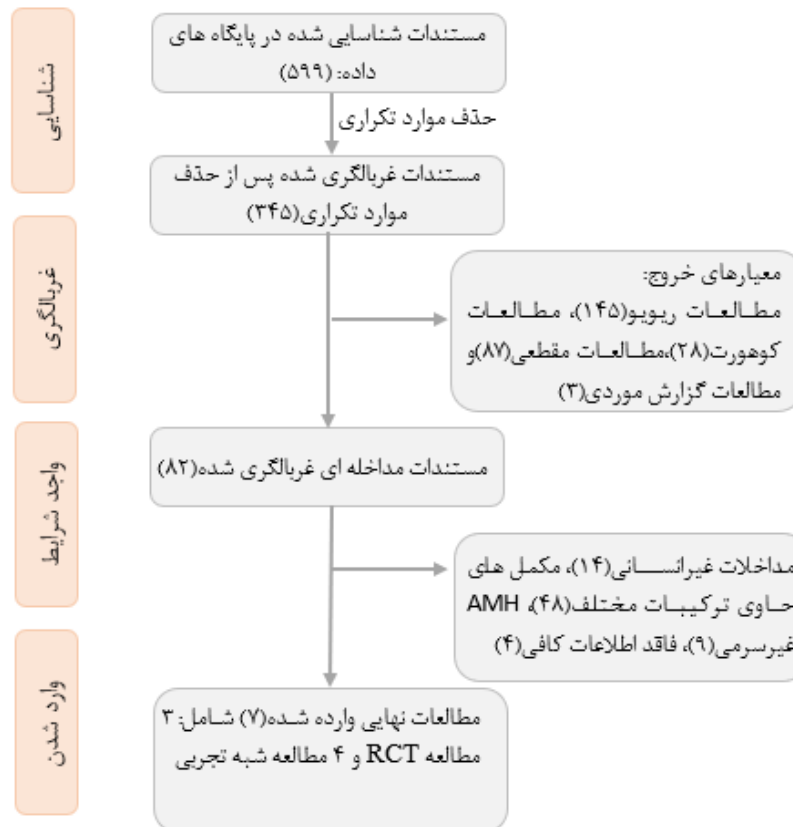 شناسایی
مستندات شناسایی شده در پایگاه های
داده: (۵۹۹)
حذف موارد تکراری
مستندات غربالگری شده پس از حذف
موارد تکراری(۳۴۵)
غربالگری
معیارهای خروج:
مطالعات ریویو(۱۴۵)، مطالعات
کوهورت(۲۸)،مطالعات مقطعی(۸۷)و
مطالعات گزارش موردی(۳)
واجد شرایط
مستندات مداخله ای غربالگری شده(۸۲)
مداخلات غیرانسانی(۱۴)، مکمل های
حاوی ترکیبات مختلف(۴۸)، AMH
غیرسرمی(۹)، فاقد اطلاعات کافی(۴)
وارد شدن
مطالعات نهایی وارده شده(۷) شامل: ۳
مطالعه RCT و ۴ مطالعه شبه تجربی